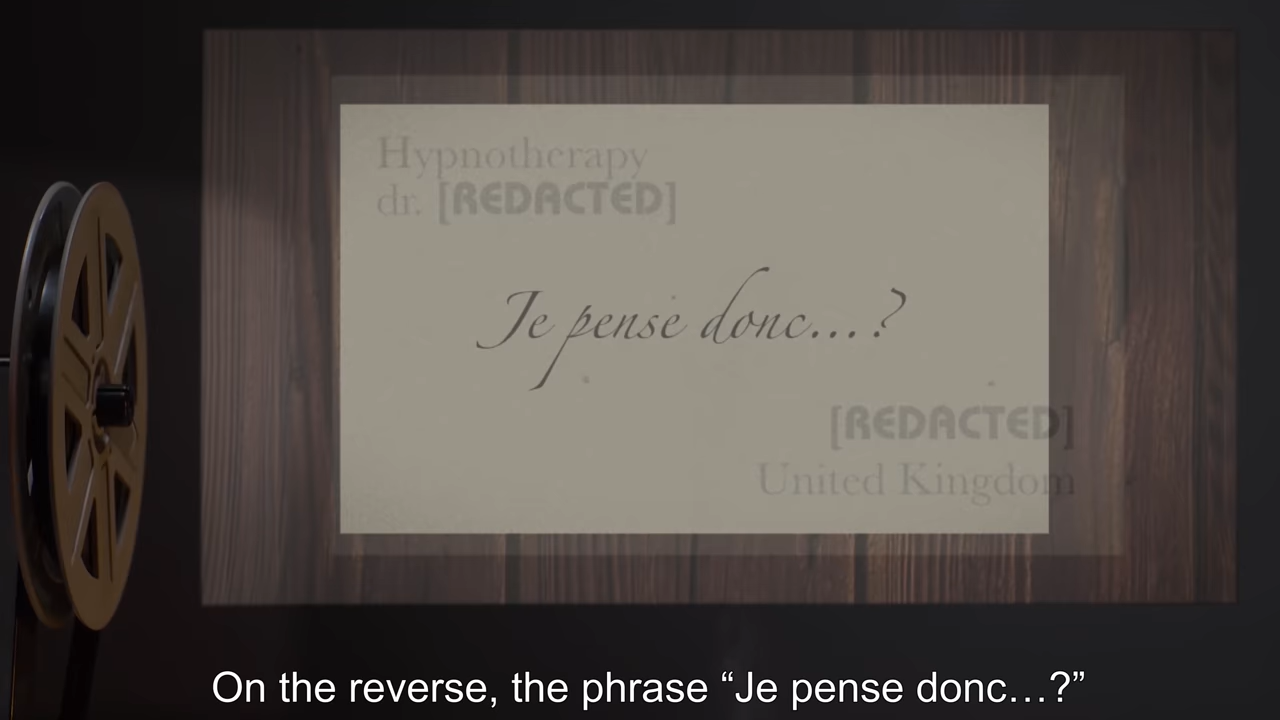 Hypnotherapy
dr. [REDACTED]
Je pense donc...?
[REDACTED]
United Kingdom
On the reverse, the phrase “Je pense donc…?”